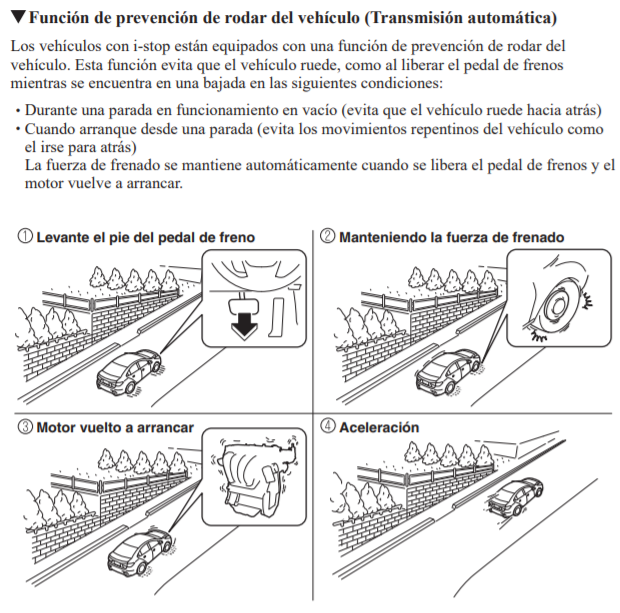 ▼Función de prevención de rodar del vehículo (Transmisión automática)
Los vehículos con i-stop están equipados con una función de prevención de rodar del
vehículo. Esta función evita que el vehículo ruede, como al liberar el pedal de frenos
mientras se encuentra en una bajada en las siguientes condiciones:
• Durante una parada en funcionamiento en vacío (evita que el vehículo ruede hacia atrás)
• Cuando arranque desde una parada (evita los movimientos repentinos del vehículo como
el irse para atrás)
La fuerza de frenado se mantiene automáticamente cuando se libera el pedal de frenos y el
motor vuelve a arrancar.
① Levante el pie del pedal de freno
② Manteniendo la fuerza de frenado
③ Motor vuelto a arrancar
④ Aceleración